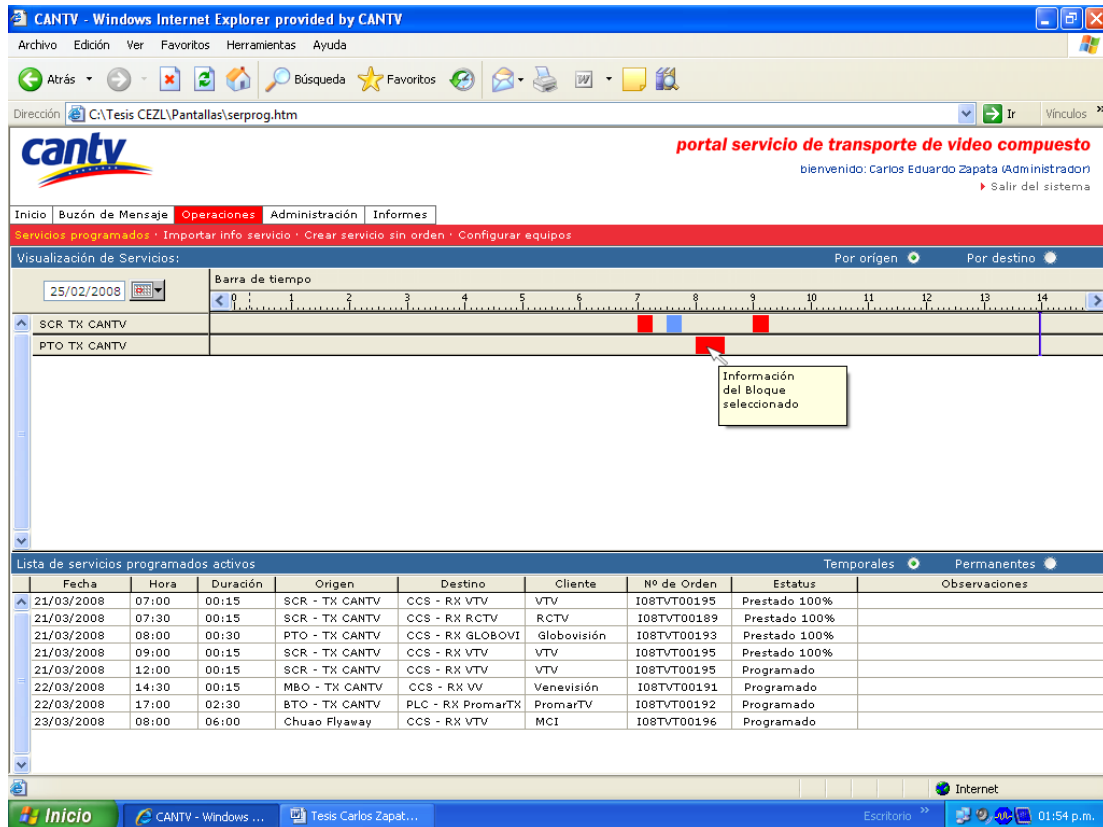 CANTV - Windows Internet Explorer provided by CANTV
Archivo Edición Ver Favoritos Herramientas Ayuda
Atrás Búsqueda Favoritos
Dirección C:\Tesis CEZL\Pantallas\serprog.htm Ir Vínculos »
cantv
portal servicio de transporte de video compuesto
bienvenido: Carlos Eduardo Zapata (Administrador)
Salir del sistema
Inicio Buzón de Mensaje Operaciones Administración Informes
Servicios programados · Importar info servicio · Crear servicio sin orden · Configurar equipos
Visualización de Servicios: Por orígen Por destino
Barra de tiempo
25/02/2008
0 1 2 3 4 5 6 7 8 9 10 11 12 13 14
SCR TX CANTV
PTO TX CANTV
Información
del Bloque
seleccionado
Lista de servicios programados activos Temporales Permanentes
Fecha Hora Duración Origen Destino Cliente Nº de Orden Estatus Observaciones
21/03/2008 07:00 00:15 SCR - TX CANTV CCS - RX VTV VTV I08TVT00195 Prestado 100%
21/03/2008 07:30 00:15 SCR - TX CANTV CCS - RX RCTV RCTV I08TVT00189 Prestado 100%
21/03/2008 08:00 00:30 PTO - TX CANTV CCS - RX GLOBOVI Globovisión I08TVT00193 Prestado 100%
21/03/2008 09:00 00:15 SCR - TX CANTV CCS - RX VTV VTV I08TVT00195 Prestado 100%
21/03/2008 12:00 00:15 SCR - TX CANTV CCS - RX VTV VTV I08TVT00195 Programado
22/03/2008 14:30 00:15 MBO - TX CANTV CCS - RX VV Venevisión I08TVT00191 Programado
22/03/2008 17:00 02:30 BTO - TX CANTV PLC - RX PromarTX PromarTV I08TVT00192 Programado
23/03/2008 08:00 06:00 Chuao Flyaway CCS - RX VTV MCI I08TVT00196 Programado
Internet
Inicio CANTV - Windows ... Tesis Carlos Zapat... Escritorio » 01:54 p.m.